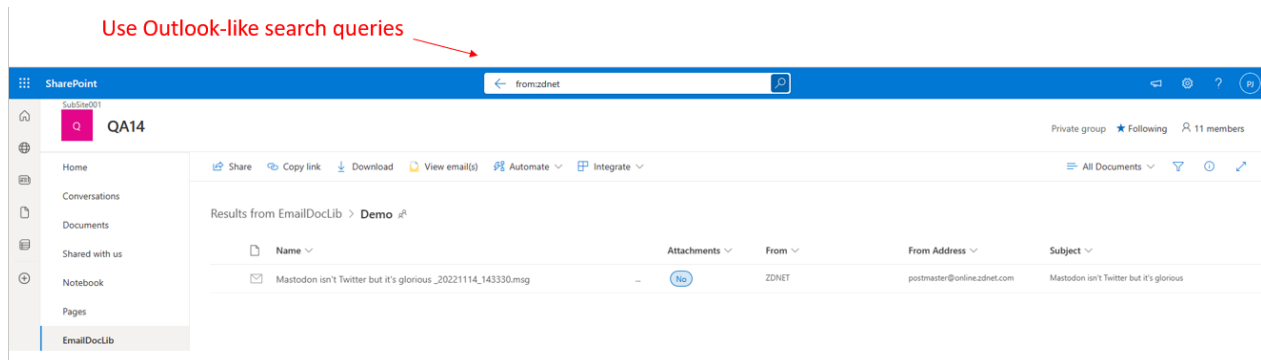 Use Outlook-like search queries
SharePoint
from:zdnet
?
PJ
SubSite001
Q
QA14
Private group ★ Following 11 members
Home
Share Copy link Download View email(s) Automate Integrate
All Documents
Conversations
Results from EmailDocLib > Demo
Documents
Shared with us
Name Attachments From From Address Subject
Notebook
Mastodon isn't Twitter but it's glorious _20221114_143330.msg ... No ZDNET postmaster@online.zdnet.com Mastodon isn't Twitter but it's glorious
Pages
EmailDocLib